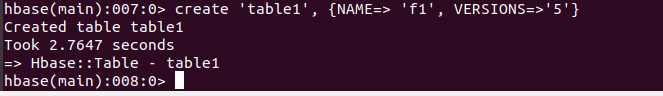 hbase(main):007:0> create 'table1', {NAME=> 'f1', VERSIONS=>'5'}
Created table table1
Took 2.7647 seconds
=> Hbase::Table - table1
hbase(main):008:0>